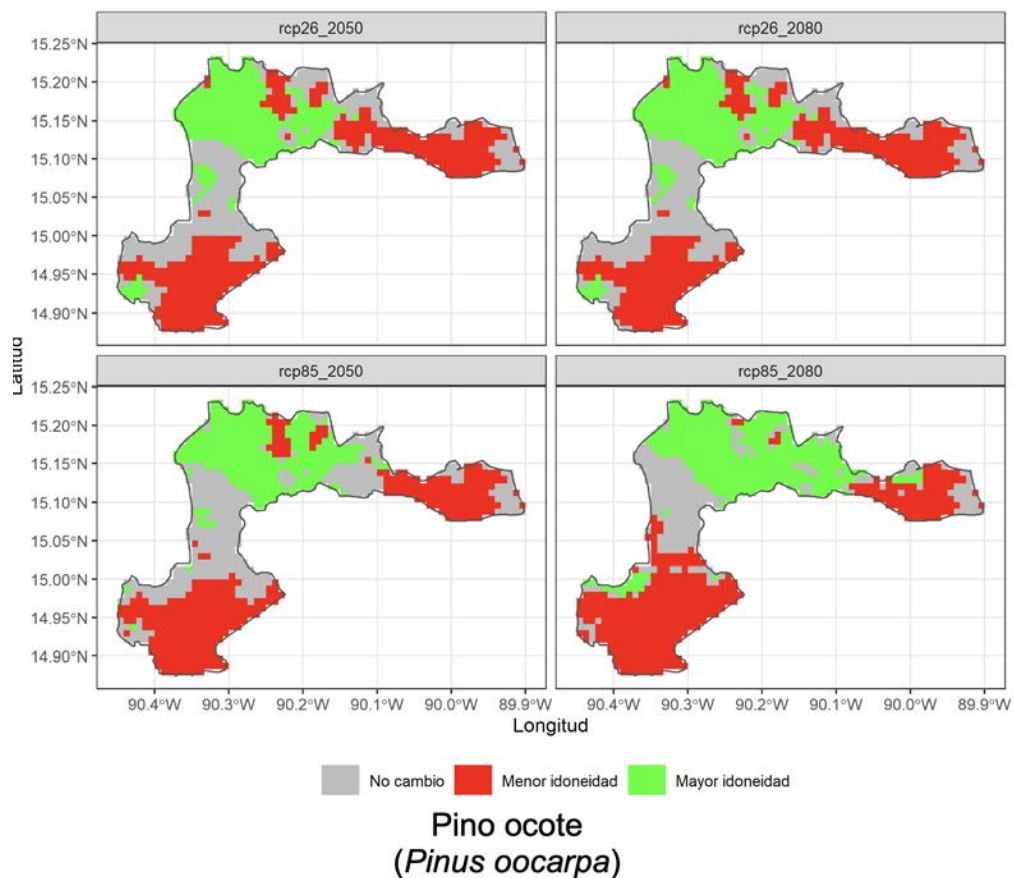 rcp26_2050
rcp26_2080
15.25°N
15.20°N
15.15°N
15.10°N
15.05°N
15.00°N
14.95°N
14.90°N
Latitud
rcp85_2050
rcp85_2080
15.25°N
15.20°N
15.15°N
15.10°N
15.05°N
15.00°N
14.95°N
14.90°N
90.4°W 90.3°W 90.2°W 90.1°W 90.0°W 89.9°W 90.4°W 90.3°W 90.2°W 90.1°W 90.0°W 89.9°W
Longitud
No cambio Menor idoneidad Mayor idoneidad
Pino ocote
(Pinus oocarpa)